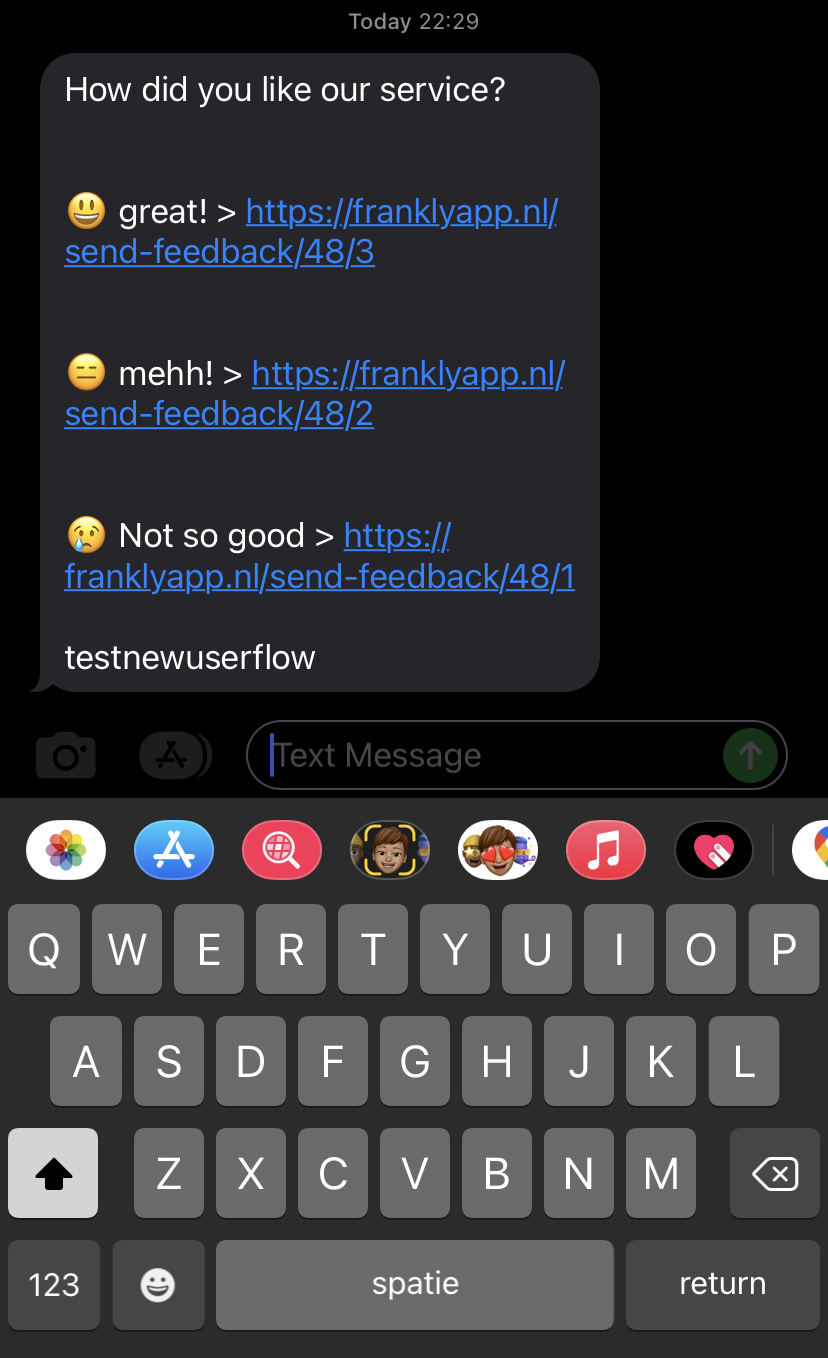 Today 22:29
How did you like our service?
😃 great! > https://franklyapp.nl/
send-feedback/48/3
😑 mehh! > https://franklyapp.nl/
send-feedback/48/2
😢 Not so good > https://
franklyapp.nl/send-feedback/48/1
testnewuserflow
Text Message
Q W E R T Y U I O P
A S D F G H J K L
Z X C V B N M
123 spatie return